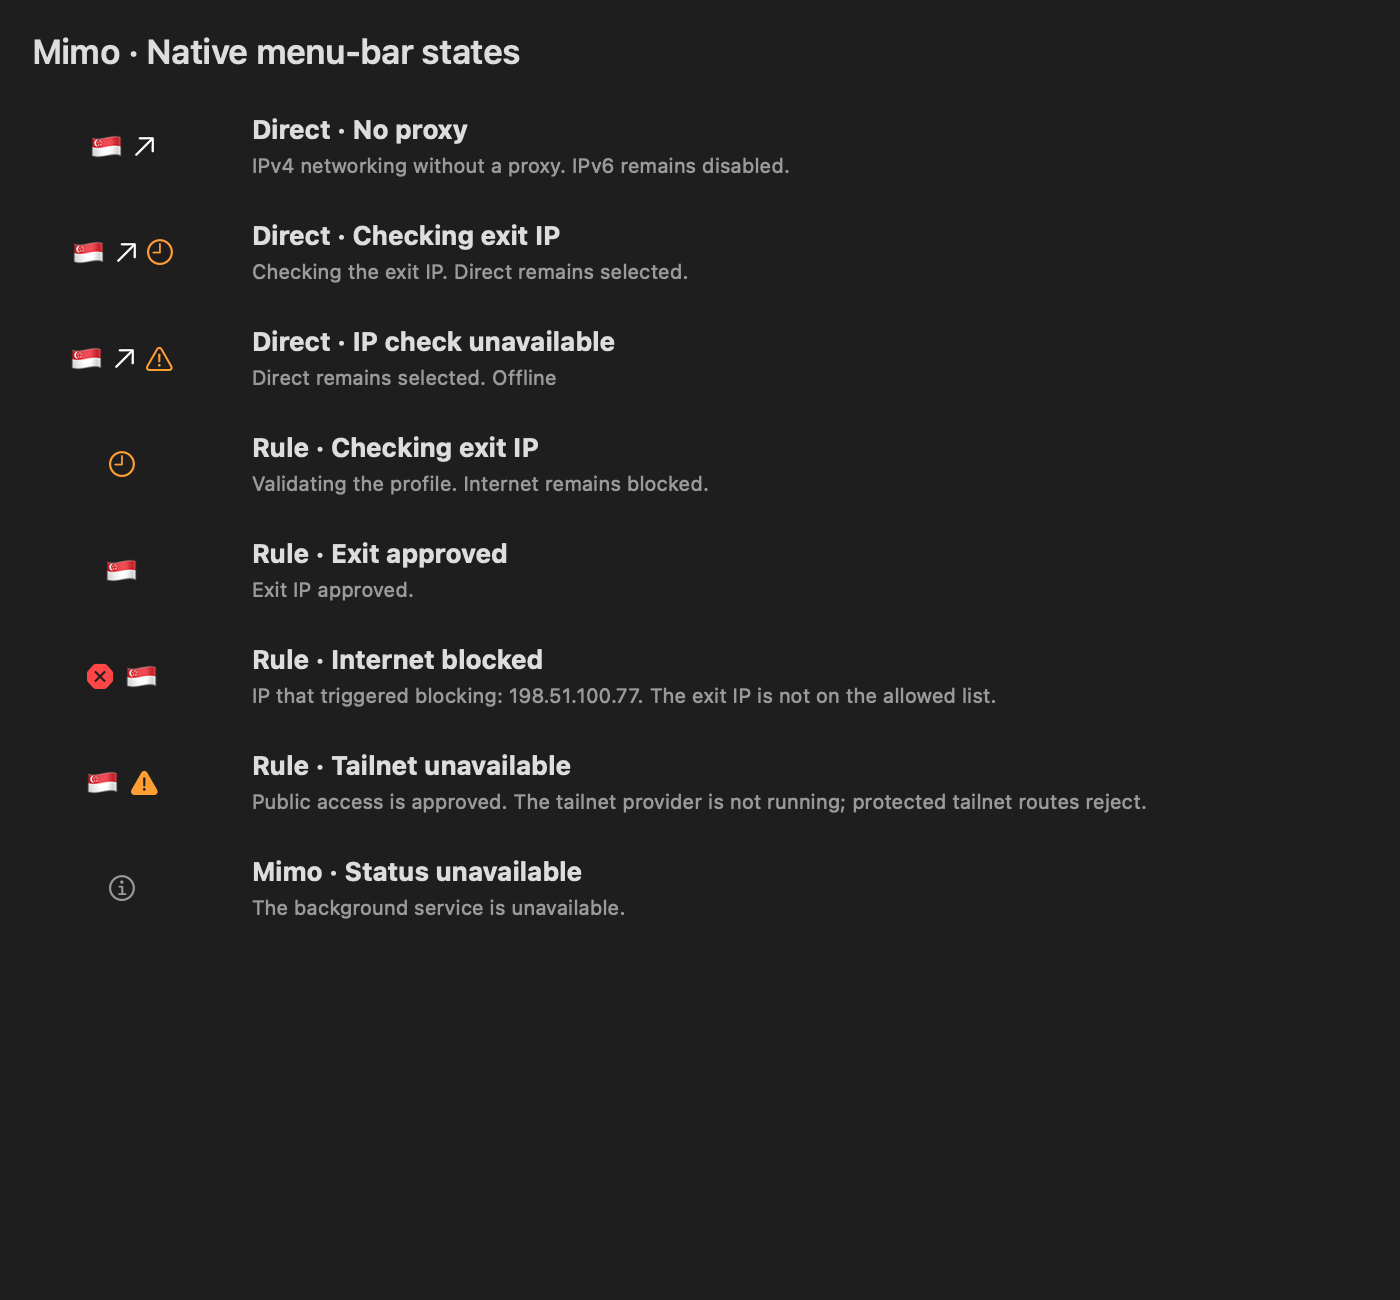 Mimo · Native menu-bar states
Direct · No proxy
IPv4 networking without a proxy. IPv6 remains disabled.
Direct · Checking exit IP
Checking the exit IP. Direct remains selected.
Direct · IP check unavailable
Direct remains selected. Offline
Rule · Checking exit IP
Validating the profile. Internet remains blocked.
Rule · Exit approved
Exit IP approved.
Rule · Internet blocked
IP that triggered blocking: 198.51.100.77. The exit IP is not on the allowed list.
Rule · Tailnet unavailable
Public access is approved. The tailnet provider is not running; protected tailnet routes reject.
Mimo · Status unavailable
The background service is unavailable.